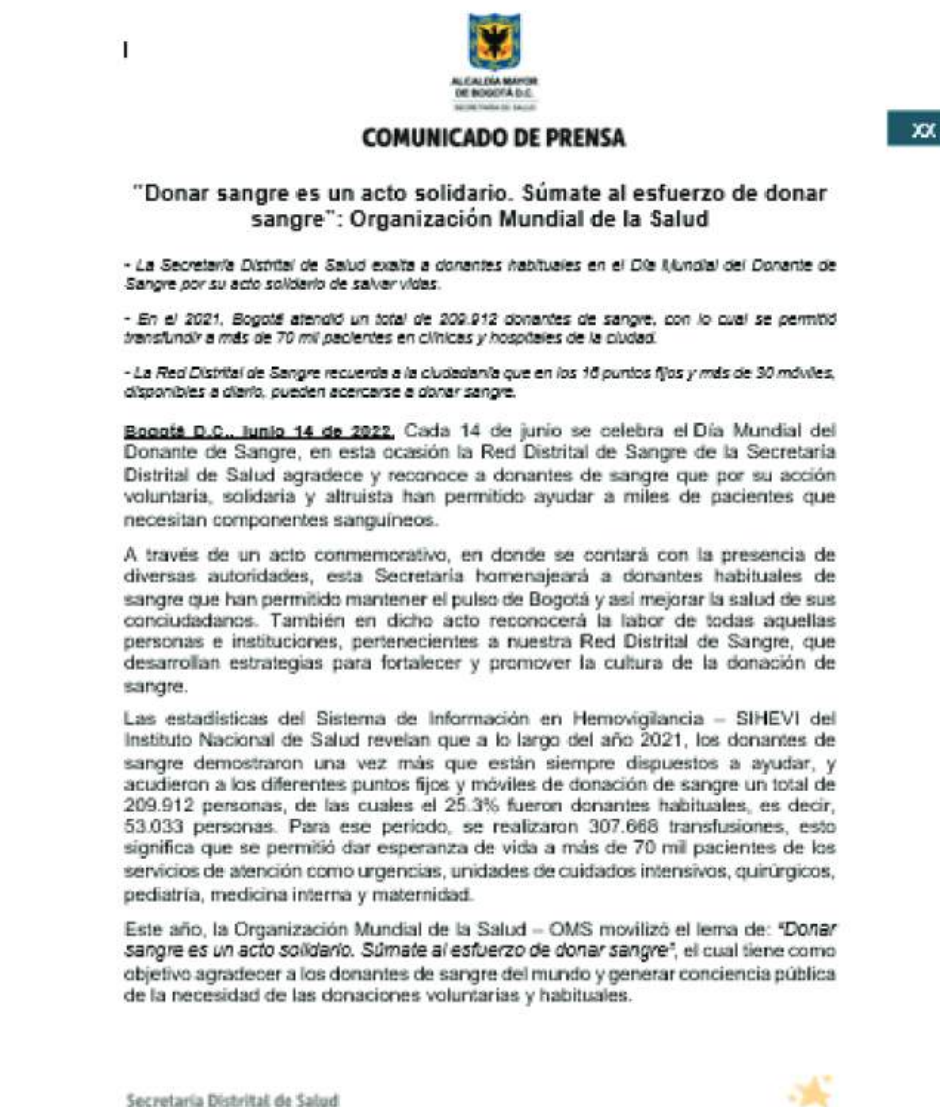 ALCALDÍA MAYOR
DE BOGOTÁ D.C.
SECRETARÍA DE SALUD
COMUNICADO DE PRENSA
XX
"Donar sangre es un acto solidario. Súmate al esfuerzo de donar
sangre": Organización Mundial de la Salud
- La Secretaría Distrital de Salud exalta a donantes habituales en el Día Mundial del Donante de
Sangre por su acto solidario de salvar vidas.
- En el 2021, Bogotá atendió un total de 209.912 donantes de sangre, con lo cual se permitió
transfundir a más de 70 mil pacientes en clínicas y hospitales de la ciudad.
- La Red Distrital de Sangre recuerda a la ciudadanía que en los 16 puntos fijos y más de 30 móviles,
disponibles a diario, pueden acercarse a donar sangre.
Bogotá D.C., junio 14 de 2022. Cada 14 de junio se celebra el Día Mundial del
Donante de Sangre, en esta ocasión la Red Distrital de Sangre de la Secretaría
Distrital de Salud agradece y reconoce a donantes de sangre que por su acción
voluntaria, solidaria y altruista han permitido ayudar a miles de pacientes que
necesitan componentes sanguíneos.
A través de un acto conmemorativo, en donde se contará con la presencia de
diversas autoridades, esta Secretaría homenajeará a donantes habituales de
sangre que han permitido mantener el pulso de Bogotá y así mejorar la salud de sus
conciudadanos. También en dicho acto reconocerá la labor de todas aquellas
personas e instituciones, pertenecientes a nuestra Red Distrital de Sangre, que
desarrollan estrategias para fortalecer y promover la cultura de la donación de
sangre.
Las estadísticas del Sistema de Información en Hemovigilancia – SIHEVI del
Instituto Nacional de Salud revelan que a lo largo del año 2021, los donantes de
sangre demostraron una vez más que están siempre dispuestos a ayudar, y
acudieron a los diferentes puntos fijos y móviles de donación de sangre un total de
209.912 personas, de las cuales el 25.3% fueron donantes habituales, es decir,
53.033 personas. Para ese periodo, se realizaron 307.668 transfusiones, esto
significa que se permitió dar esperanza de vida a más de 70 mil pacientes de los
servicios de atención como urgencias, unidades de cuidados intensivos, quirúrgicos,
pediatría, medicina interna y maternidad.
Este año, la Organización Mundial de la Salud – OMS movilizó el lema de: "Donar
sangre es un acto solidario. Súmate al esfuerzo de donar sangre", el cual tiene como
objetivo agradecer a los donantes de sangre del mundo y generar conciencia pública
de la necesidad de las donaciones voluntarias y habituales.
Secretaría Distrital de Salud